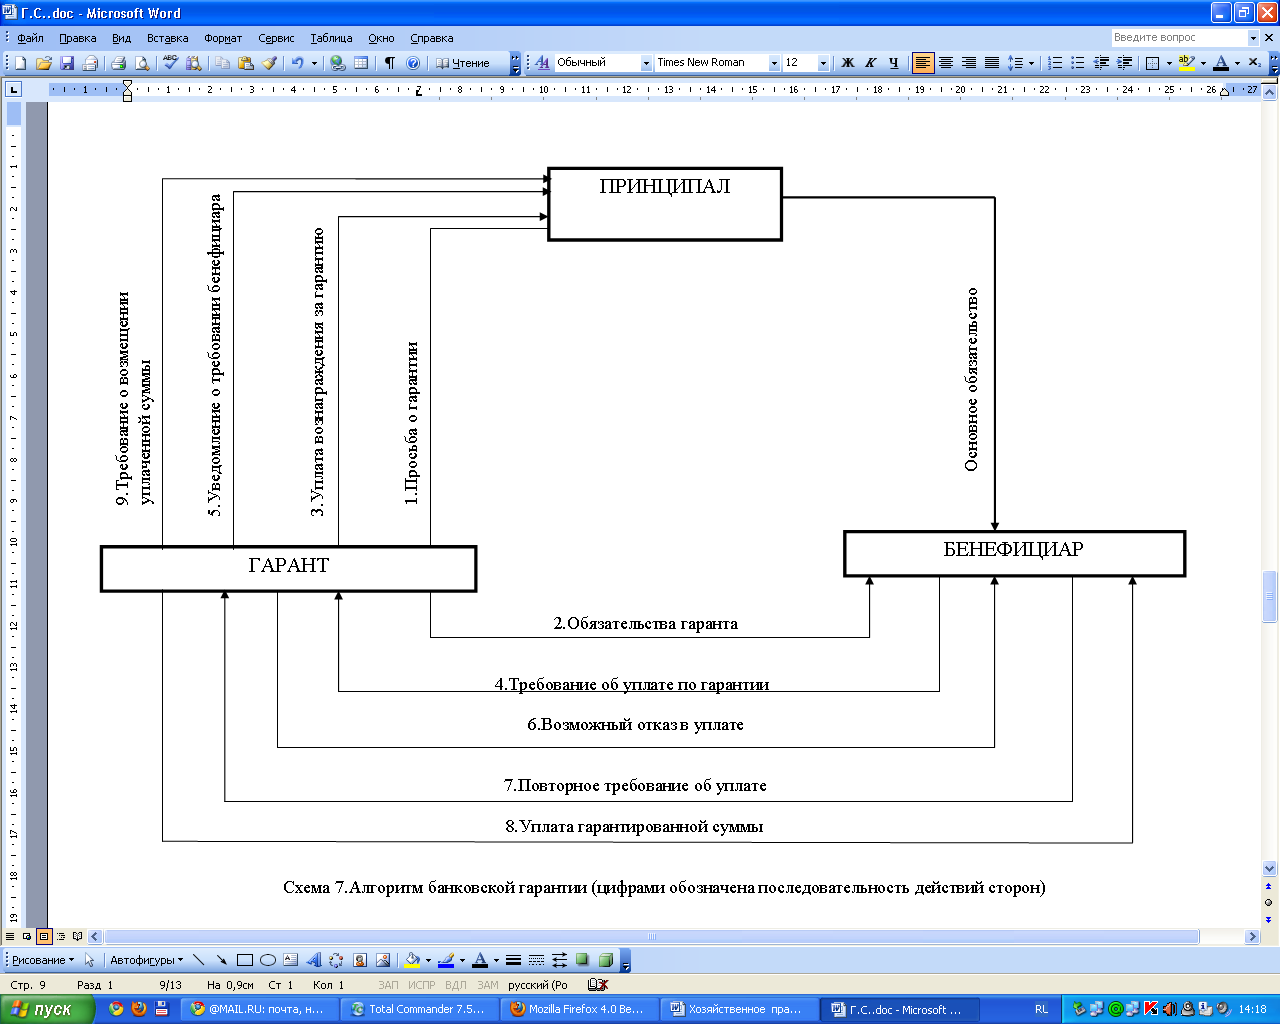 Г.С..doc - Microsoft Word
Файл Правка Вид Вставка Формат Сервис Таблица Окно Справка
Введите вопрос
Чтение
Обычный
Times New Roman
12
Ж К Ч
ПРИНЦИПАЛ
9.Требование о возмещении
уплаченной суммы
5.Уведомление о требовании бенефициара
3.Уплата вознаграждения за гарантию
1.Просьба о гарантии
Основное обязательство
ГАРАНТ
БЕНЕФИЦИАР
2.Обязательства гаранта
4.Требование об уплате по гарантии
6.Возможный отказ в уплате
7.Повторное требование об уплате
8.Уплата гарантированной суммы
Схема 7.Алгоритм банковской гарантии (цифрами обозначена последовательность действий сторон)
Рисование Автофигуры
Стр. 9 Разд 1 9/13 На 0,9см Ст 1 Кол 1 ЗАП ИСПР ВДЛ ЗАМ русский (Ро
пуск
@MAIL.RU: почта, н...
Total Commander 7.5...
Mozilla Firefox 4.0 Be...
Хозяйственное пра...
Г.С..doc - Microsoft ...
RL
14:18